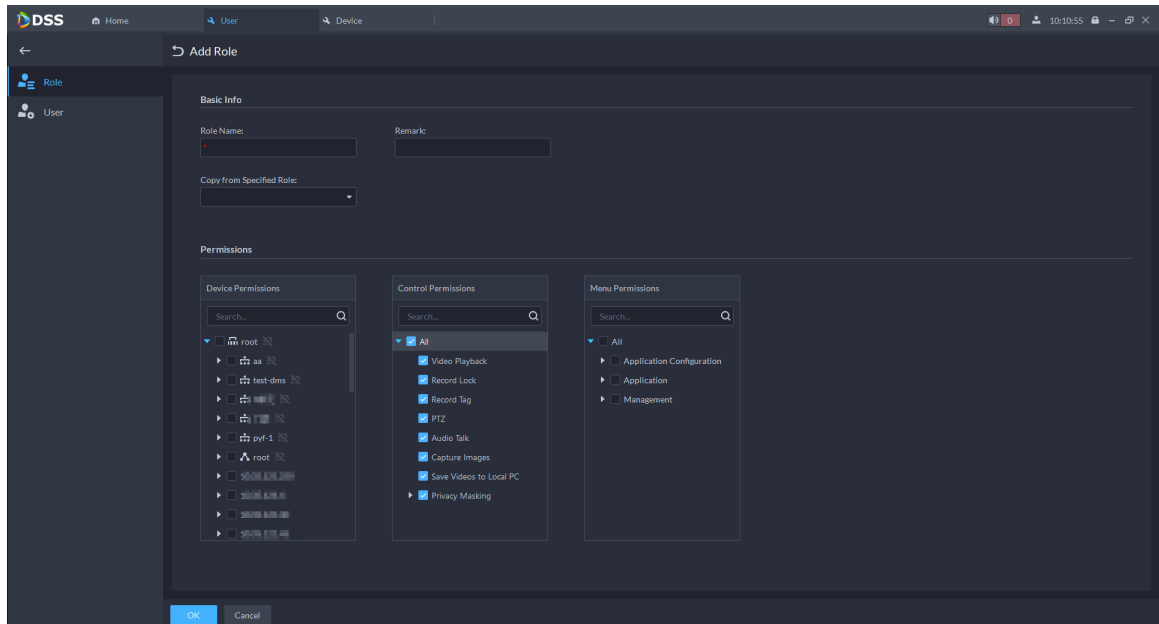 DSS Home User Device 0 10:10:55
Add Role
Role
User
Basic Info
Role Name: Remark:
*
Copy from Specified Role:
Permissions
Device Permissions Control Permissions Menu Permissions
Search... Search... Search...
root All All
aa Video Playback Application Configuration
test-dms Record Lock Application
Record Tag Management
PTZ
pyf-1 Audio Talk
root Capture Images
Save Videos to Local PC
Privacy Masking
OK Cancel